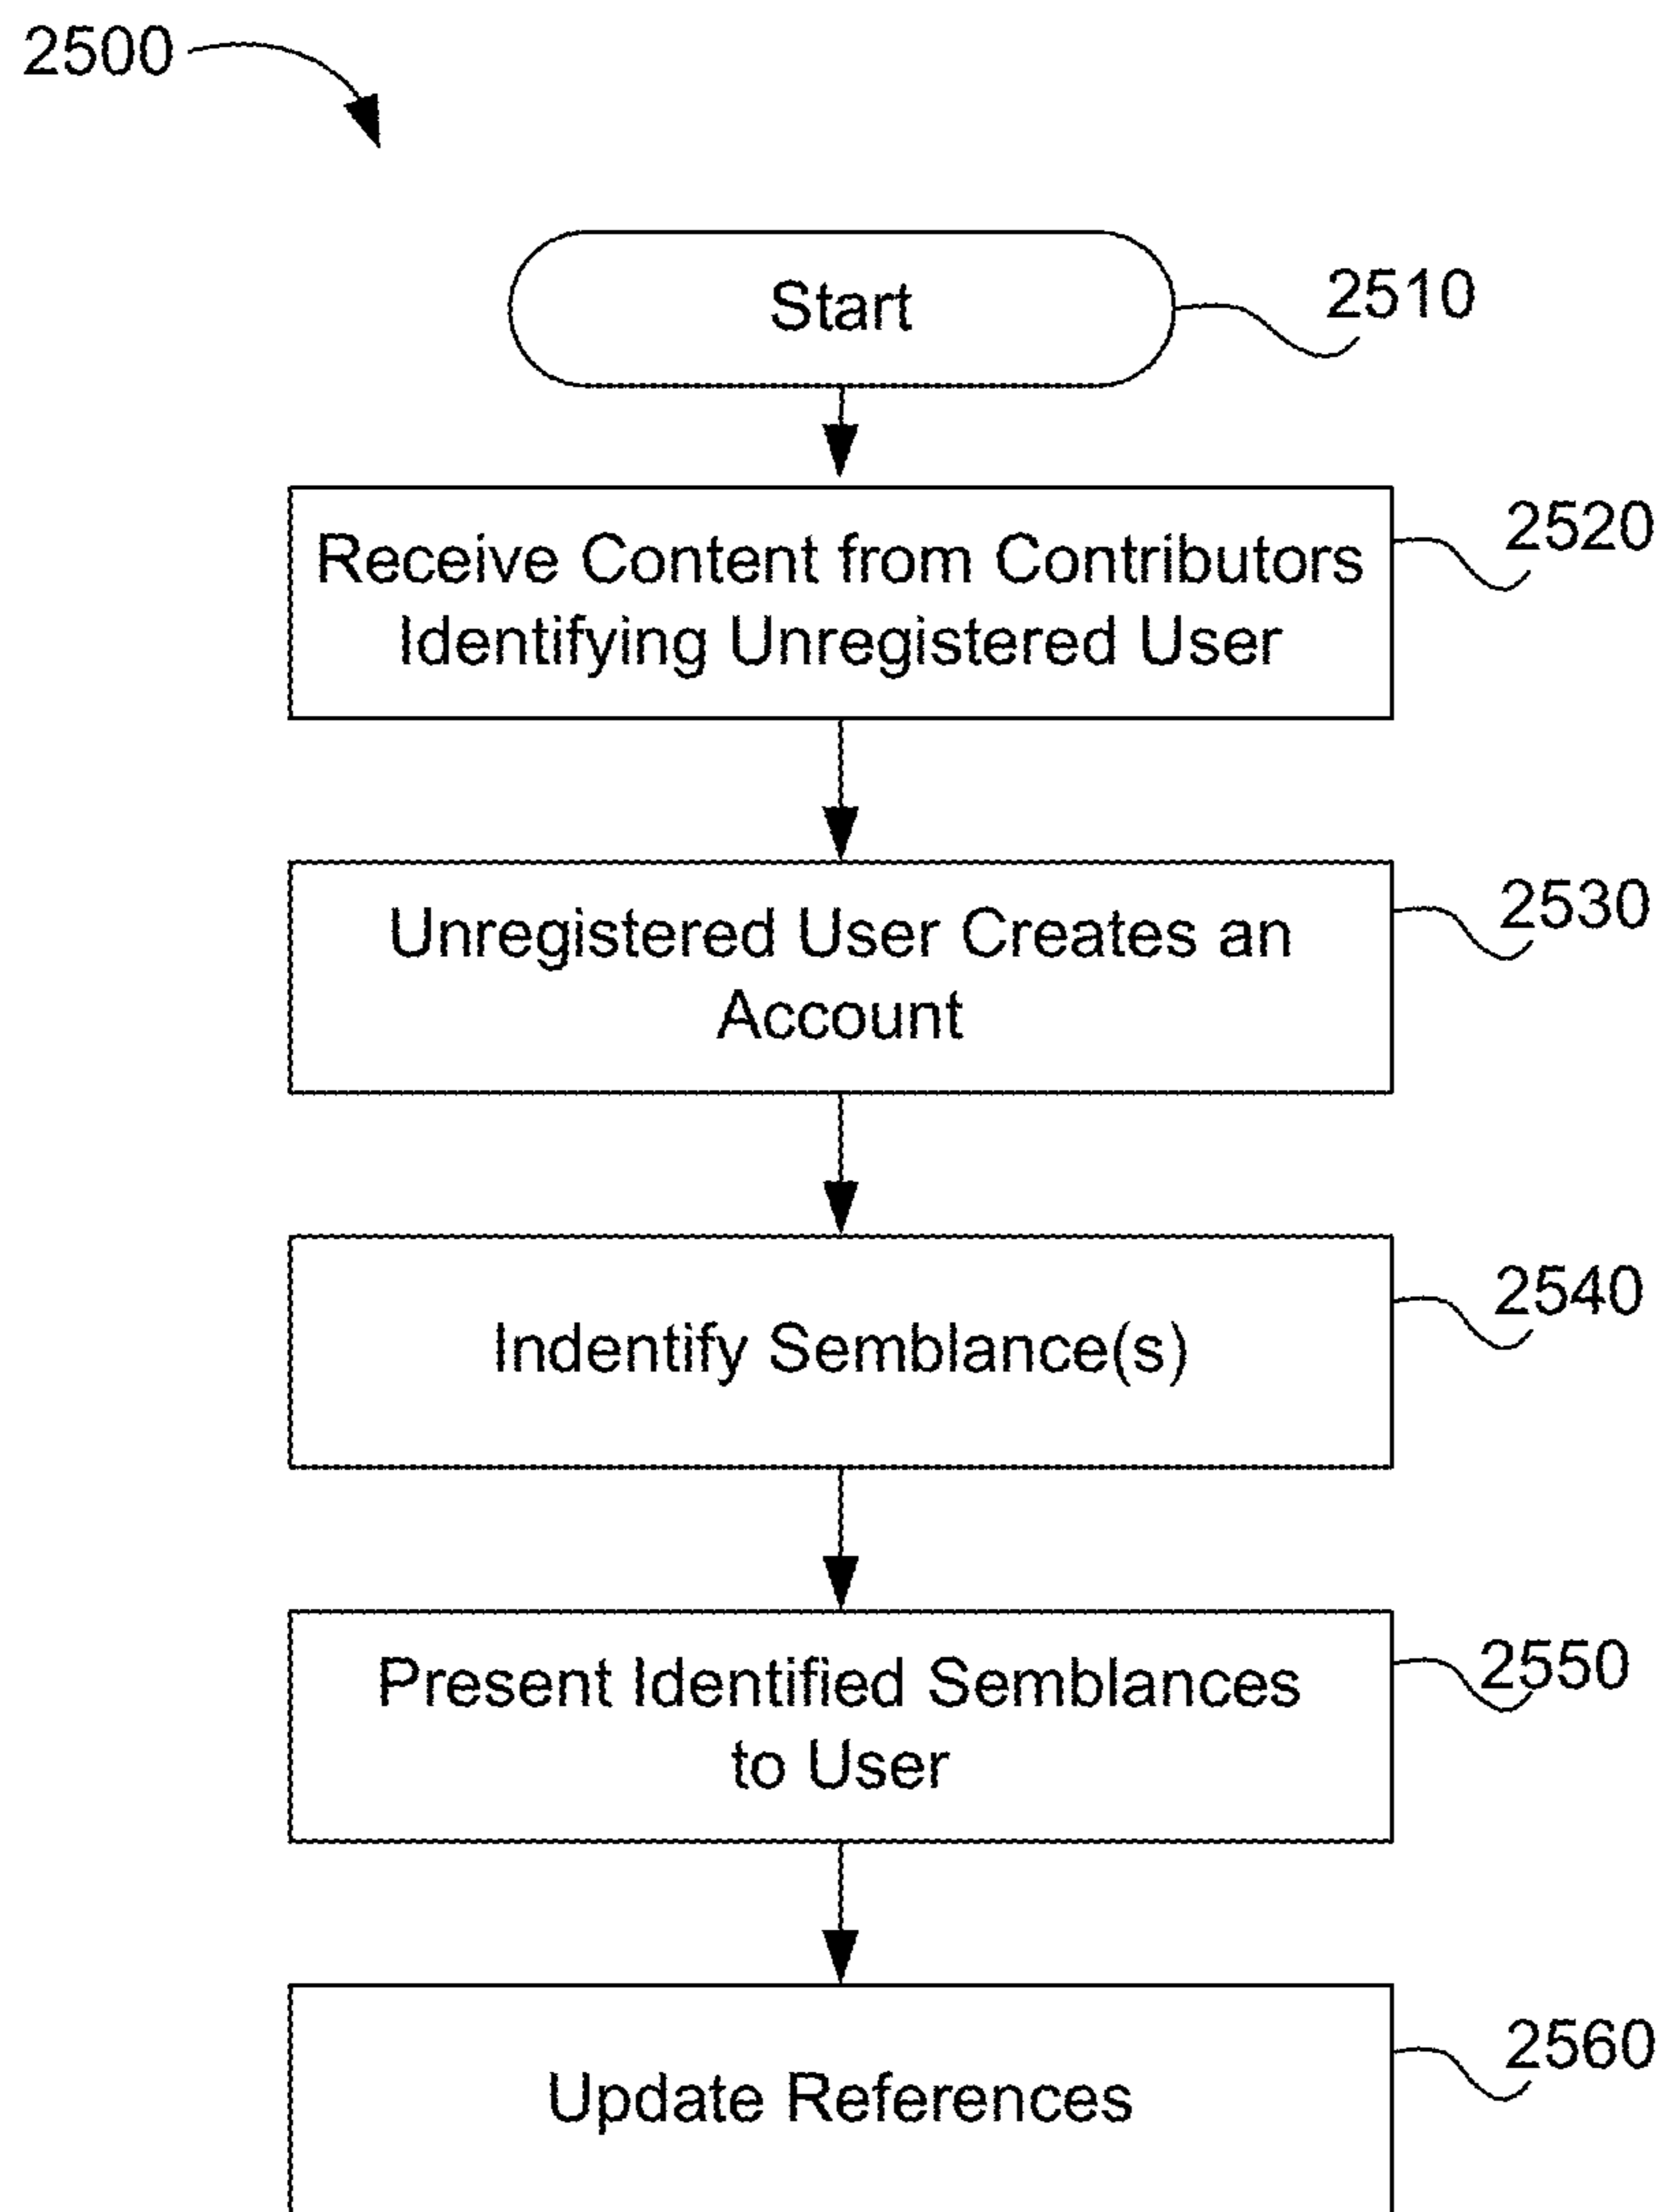 2500
Start
2510
Receive Content from Contributors
Identifying Unregistered User
2520
Unregistered User Creates an
Account
2530
Indentify Semblance(s)
2540
Present Identified Semblances
to User
2550
Update References
2560